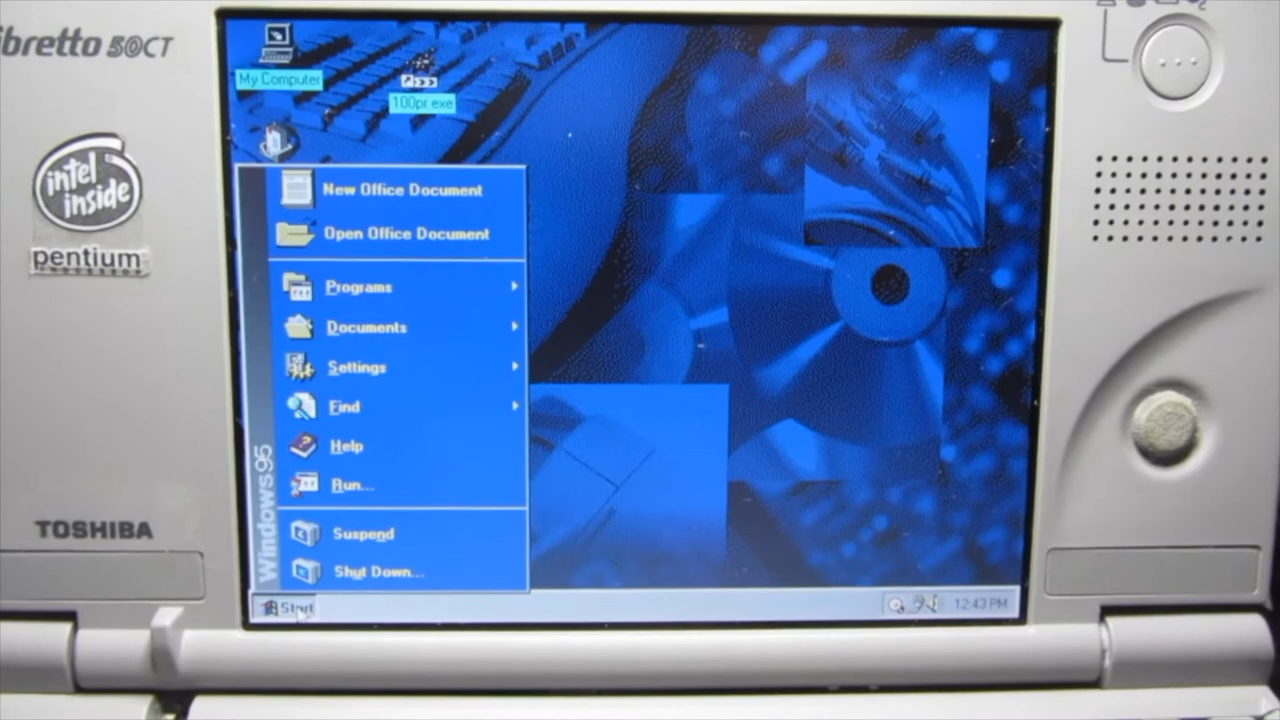 ibretto 50CT
intel
inside
pentium
PROCESSOR
TOSHIBA
My Computer
100pr.exe
New Office Document
Open Office Document
Programs
Documents
Settings
Find
Help
Run...
Suspend
Shut Down...
Windows95
Start
12:43 PM